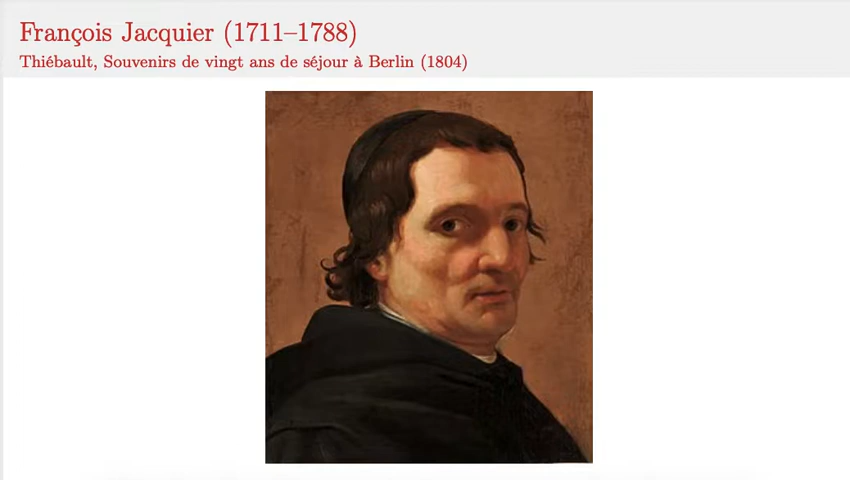 François Jacquier (1711–1788)
Thiébault, Souvenirs de vingt ans de séjour à Berlin (1804)